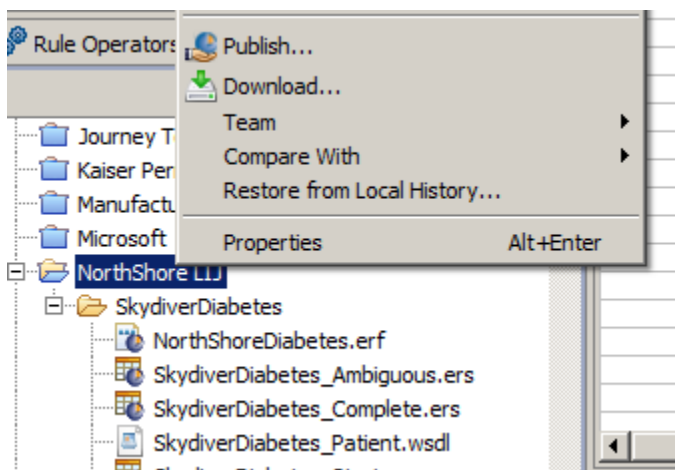 Rule Operators
Publish...
Download...
Team
Compare With
Restore from Local History...
Properties Alt+Enter
Journey T
Kaiser Per
Manufactu
Microsoft
NorthShore LIJ
SkydiverDiabetes
NorthShoreDiabetes.erf
SkydiverDiabetes_Ambiguous.ers
SkydiverDiabetes_Complete.ers
SkydiverDiabetes_Patient.wsdl